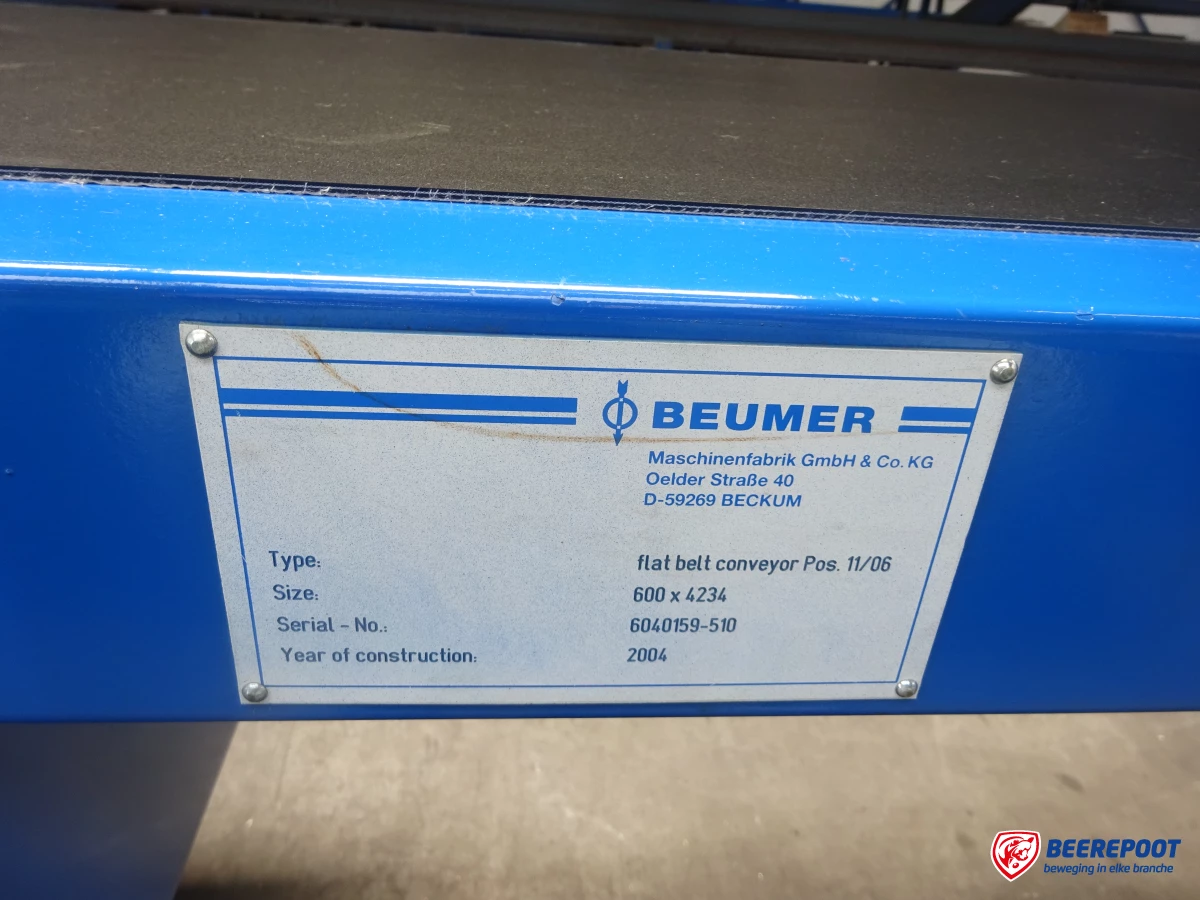 BEUMER
Maschinenfabrik GmbH & Co. KG
Oelder Straße 40
D-59269 BECKUM
Type: flat belt conveyor Pos. 11/06
Size: 600 x 4234
Serial - No.: 6040159-510
Year of construction: 2004
BEEREPOOT
beweging in elke branche